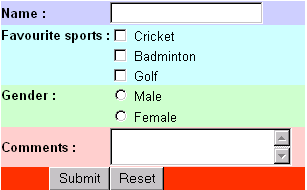 Name :
Favourite sports : Cricket
Badminton
Golf
Gender : Male
Female
Comments :
Submit Reset